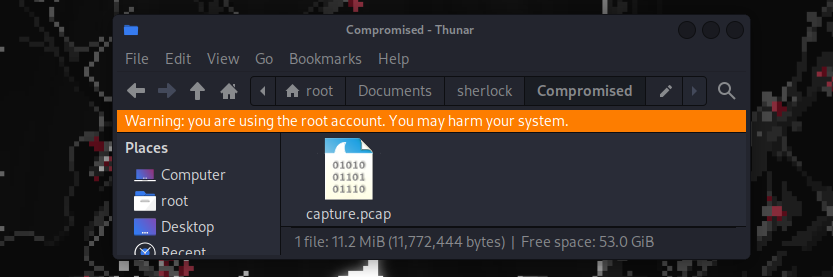 Compromised - Thunar
File Edit View Go Bookmarks Help
root Documents sherlock Compromised
Warning: you are using the root account. You may harm your system.
Places
Computer
root
Desktop
Recent
01010
01101
01110
capture.pcap
1 file: 11.2 MiB (11,772,444 bytes) | Free space: 53.0 GiB